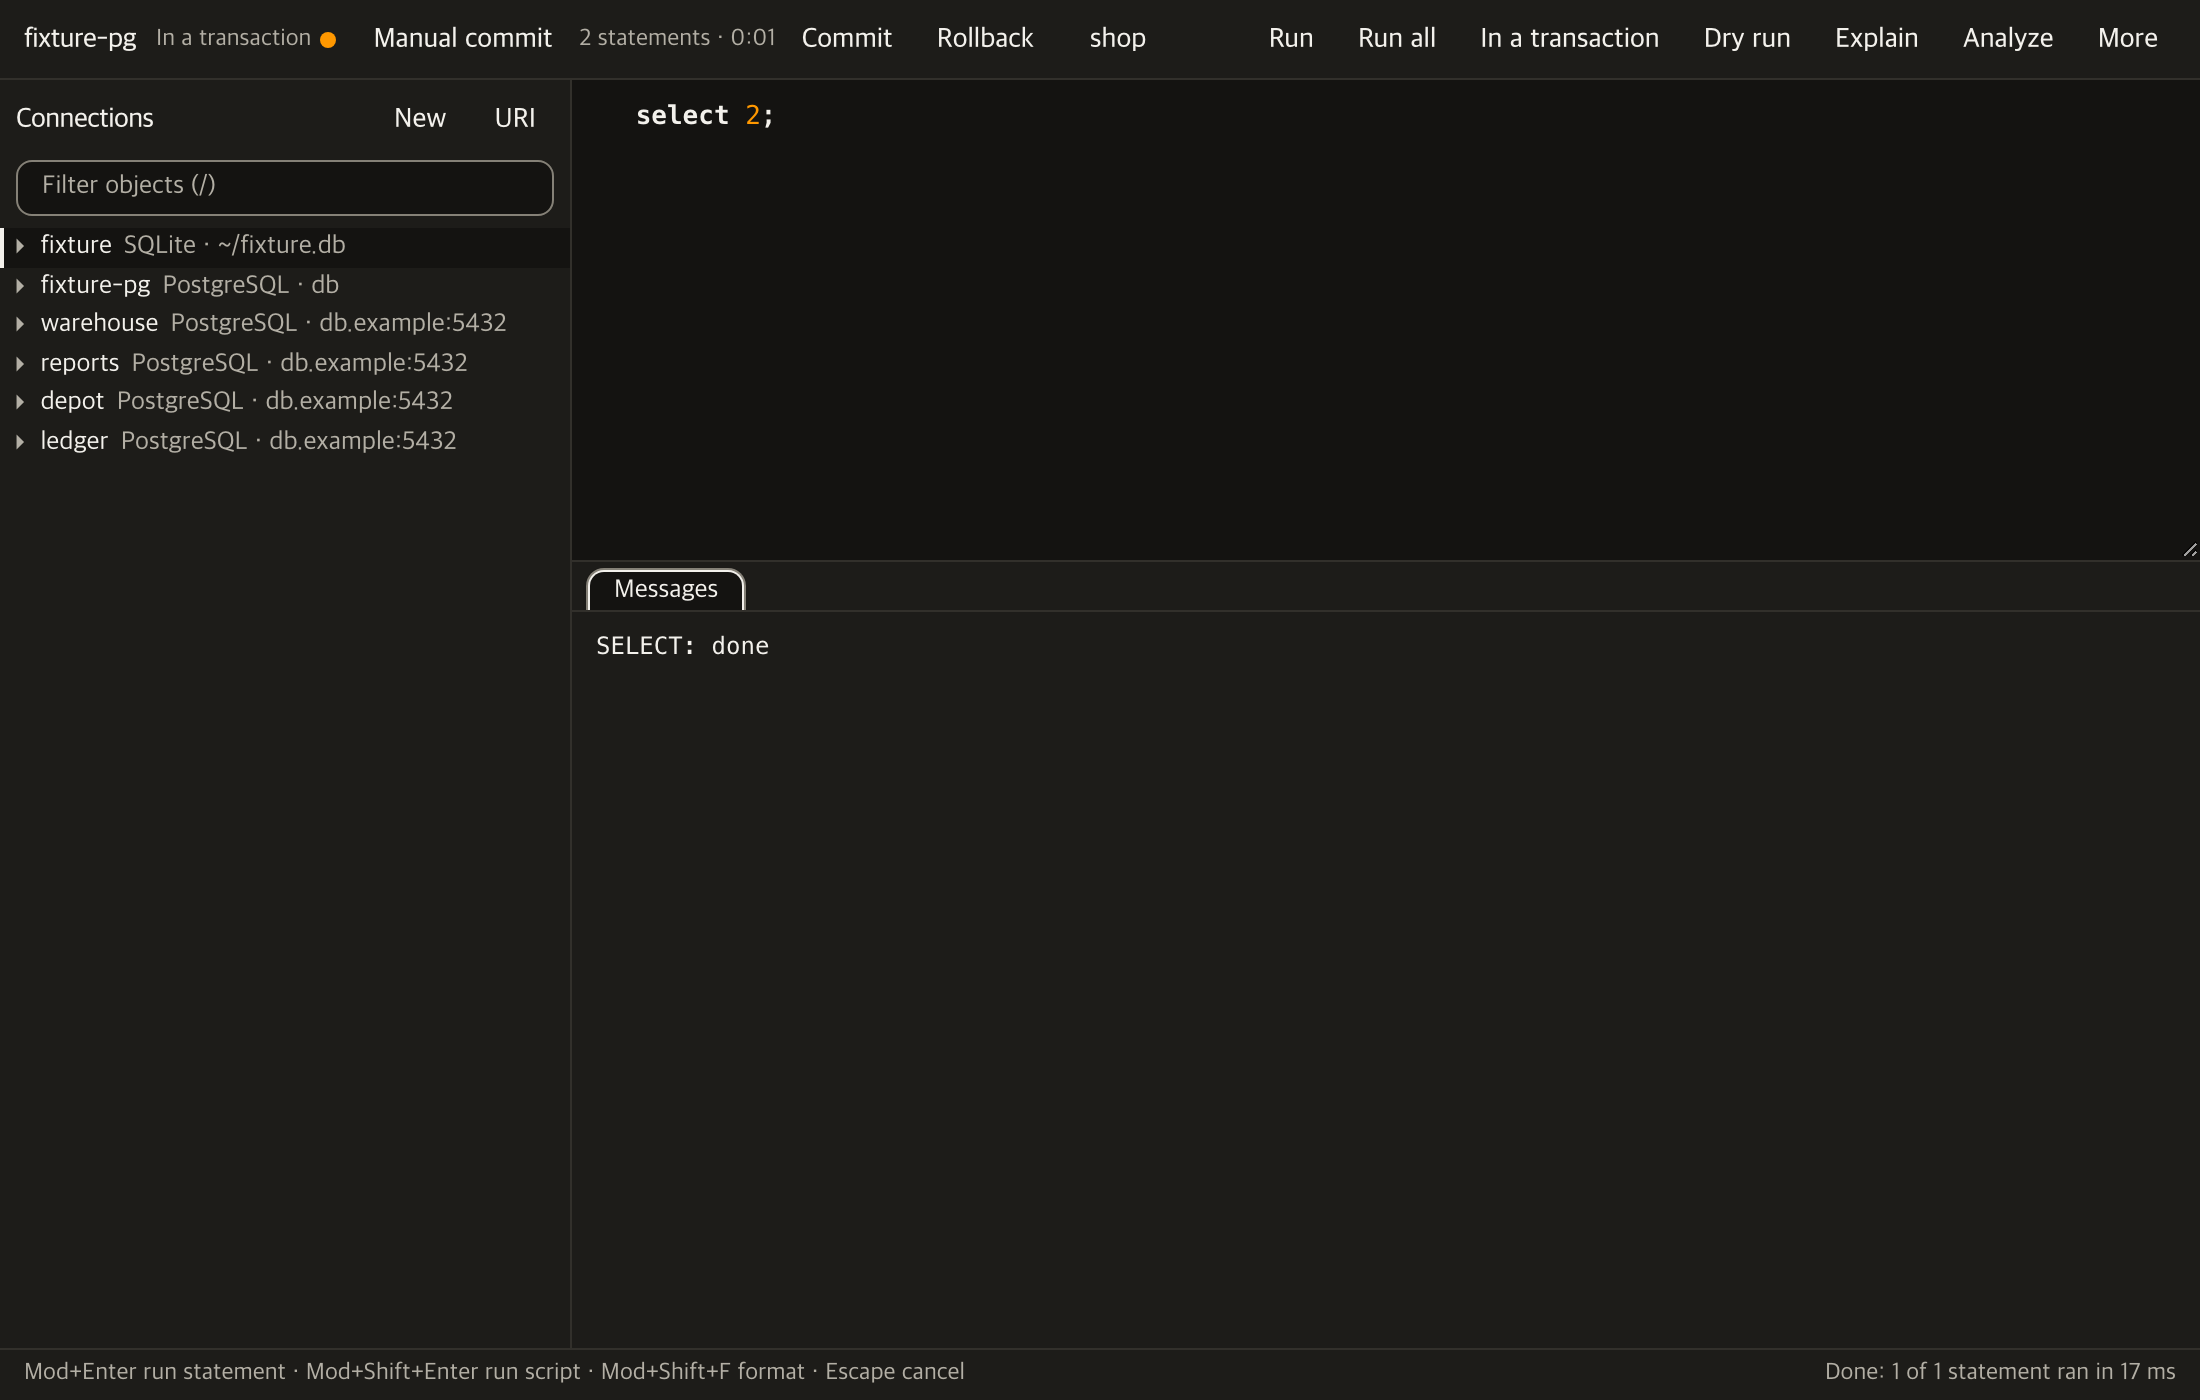 fixture-pg In a transaction Manual commit 2 statements · 0:01 Commit Rollback shop Run Run all In a transaction Dry run Explain Analyze More
Connections New URI
Filter objects (/)
fixture SQLite · ~/fixture.db
fixture-pg PostgreSQL · db
warehouse PostgreSQL · db.example:5432
reports PostgreSQL · db.example:5432
depot PostgreSQL · db.example:5432
ledger PostgreSQL · db.example:5432
select 2;
Messages
SELECT: done
Mod+Enter run statement · Mod+Shift+Enter run script · Mod+Shift+F format · Escape cancel
Done: 1 of 1 statement ran in 17 ms